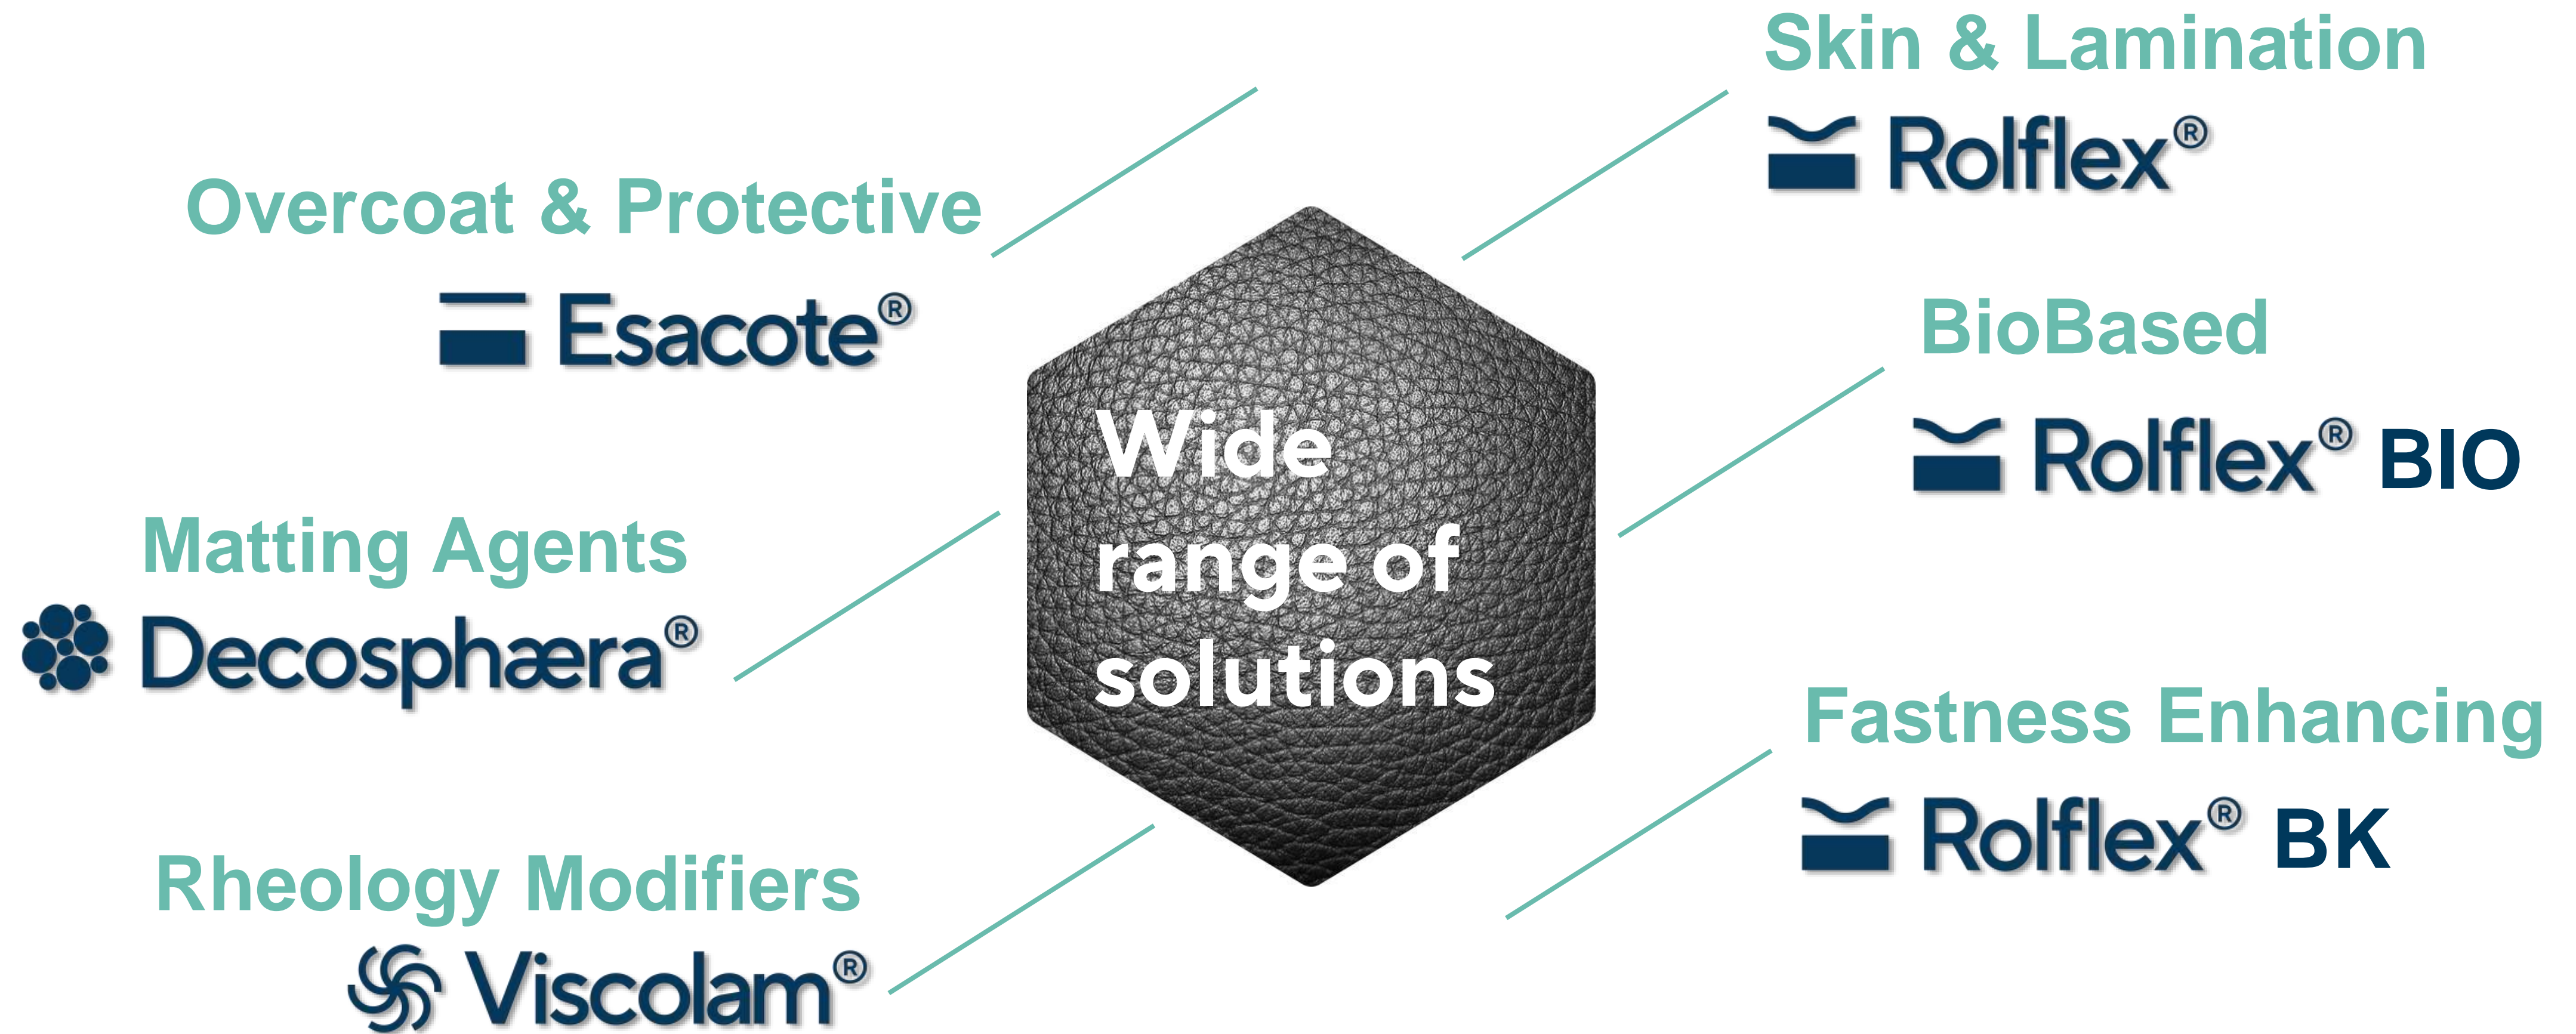 Skin & Lamination
Rolflex®
Overcoat & Protective
Esacote®
BioBased
Rolflex® BIO
Wide
range of
solutions
Matting Agents
Decosphæra®
Fastness Enhancing
Rolflex® BK
Rheology Modifiers
Viscolam®